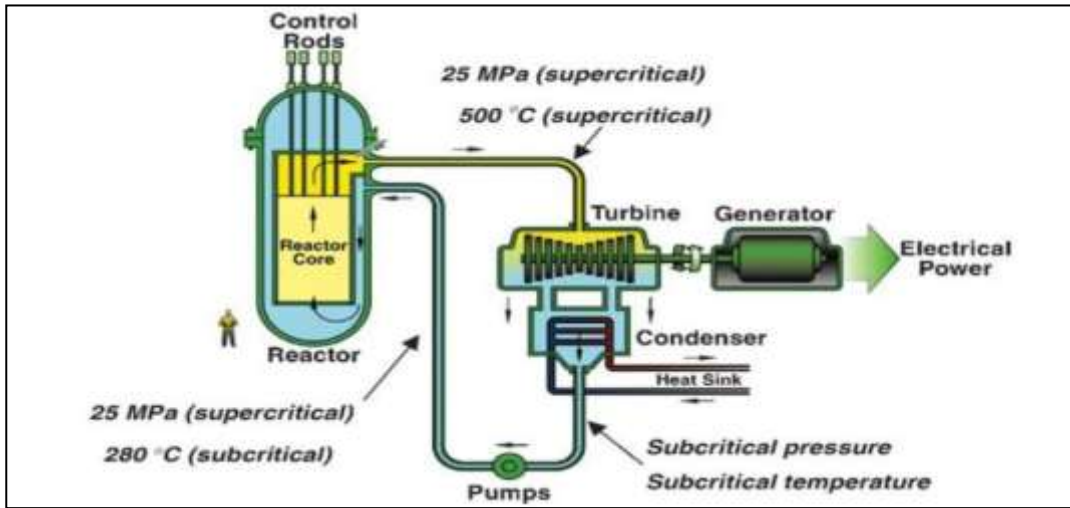 Control
Rods
25 MPa (supercritical)
500 °C (supercritical)
Turbine
Generator
Electrical
Power
Reactor
Core
Condenser
Reactor
Heat Sink
25 MPa (supercritical)
280 °C (subcritical)
Subcritical pressure
Subcritical temperature
Pumps